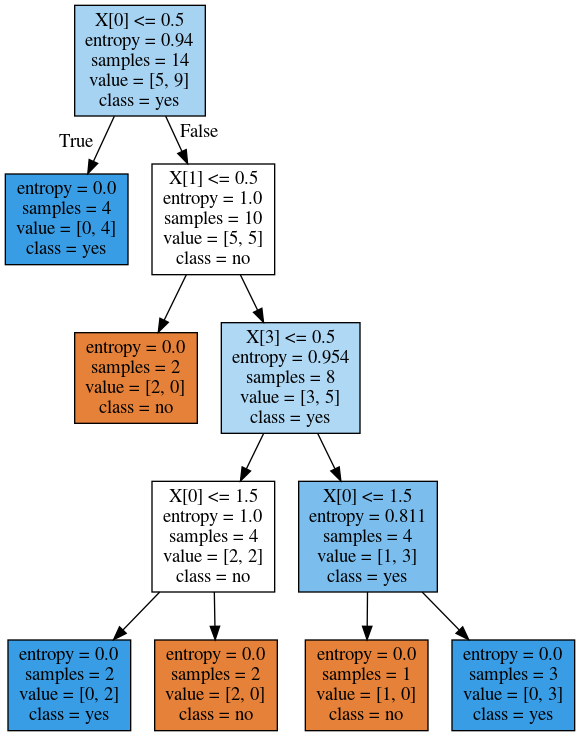 X[0] <= 0.5
entropy = 0.94
samples = 14
value = [5, 9]
class = yes
True
False
entropy = 0.0
samples = 4
value = [0, 4]
class = yes
X[1] <= 0.5
entropy = 1.0
samples = 10
value = [5, 5]
class = no
entropy = 0.0
samples = 2
value = [2, 0]
class = no
X[3] <= 0.5
entropy = 0.954
samples = 8
value = [3, 5]
class = yes
X[0] <= 1.5
entropy = 1.0
samples = 4
value = [2, 2]
class = no
X[0] <= 1.5
entropy = 0.811
samples = 4
value = [1, 3]
class = yes
entropy = 0.0
samples = 2
value = [0, 2]
class = yes
entropy = 0.0
samples = 2
value = [2, 0]
class = no
entropy = 0.0
samples = 1
value = [1, 0]
class = no
entropy = 0.0
samples = 3
value = [0, 3]
class = yes